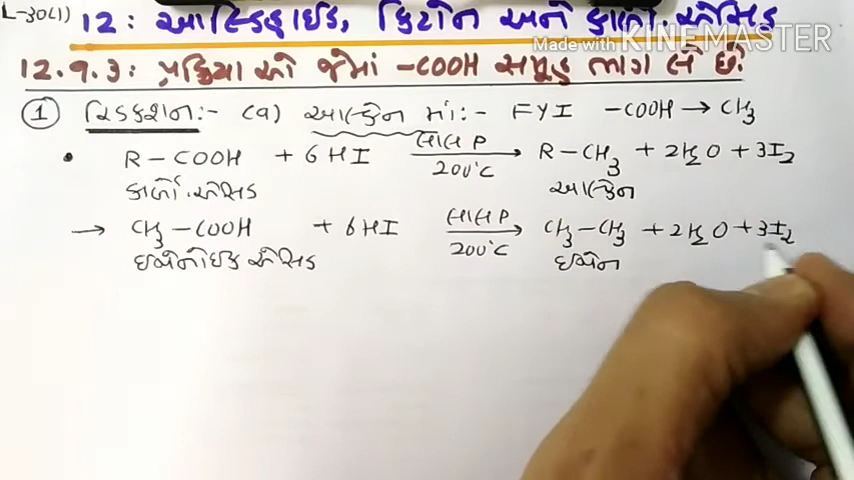 L-30(1)
12: આલ્ડિહાઈડ, કિટોન અને કાર્બો. એસિડ
Made with KINEMASTER
12.9.3: પ્રક્રિયાઓ જેમાં -COOH સમૂહ ભાગ લે છે:
① રિડક્શન:- (a) આલ્કેન માં:- FYI -COOH → CH₃
• R-COOH + 6HI લાલ P 200°C → R-CH₃ + 2H₂O + 3I₂
કાર્બો. એસિડ આલ્કેન
→ CH₃-COOH + 6HI લાલ P 200°C → CH₃-CH₃ + 2H₂O + 3I₂
ઇથેનોઇક એસિડ ઇથેન